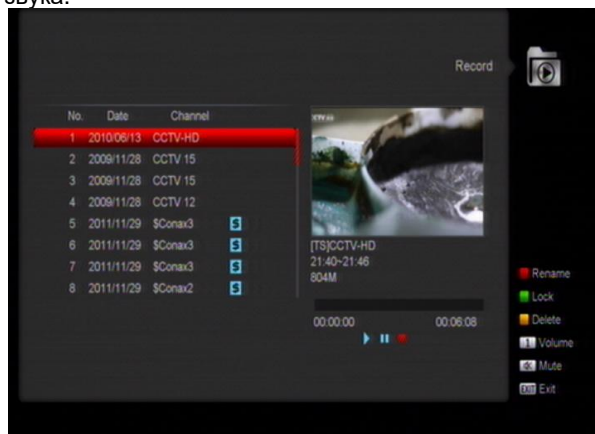 звука.
Record
No. Date Channel
1 2010/06/13 CCTV-HD
2 2009/11/28 CCTV 15
3 2009/11/28 CCTV 15
4 2009/11/28 CCTV 12
5 2011/11/29 $Conax3 $
6 2011/11/29 $Conax3 $
7 2011/11/29 $Conax3 $
8 2011/11/29 $Conax2 $
[TS]CCTV-HD
21:40~21:46
804M
00:00:00 00:06:08
Rename
Lock
Delete
1 Volume
Mute
EXIT Exit